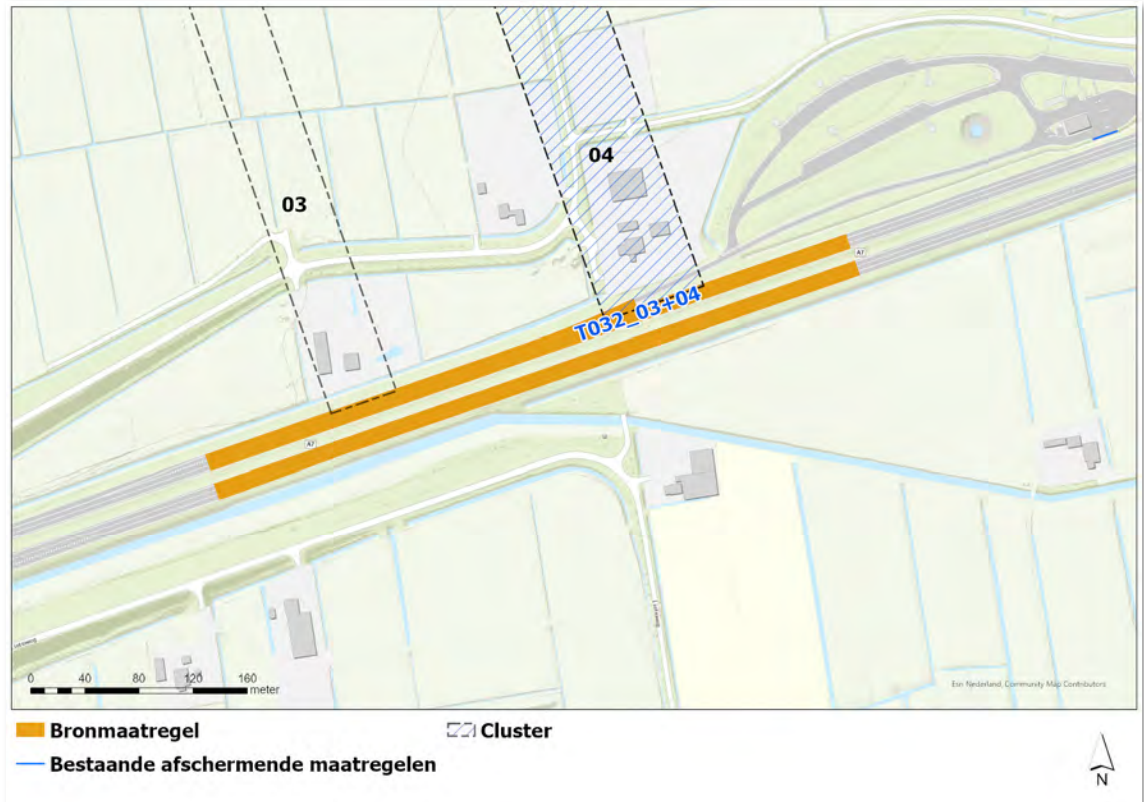 04
03
A7
T032_03+04
A7
0 40 80 120 160
meter
Esri Nederland, Community Map Contributors
Bronmaatregel
Cluster
Bestaande afschermende maatregelen
N